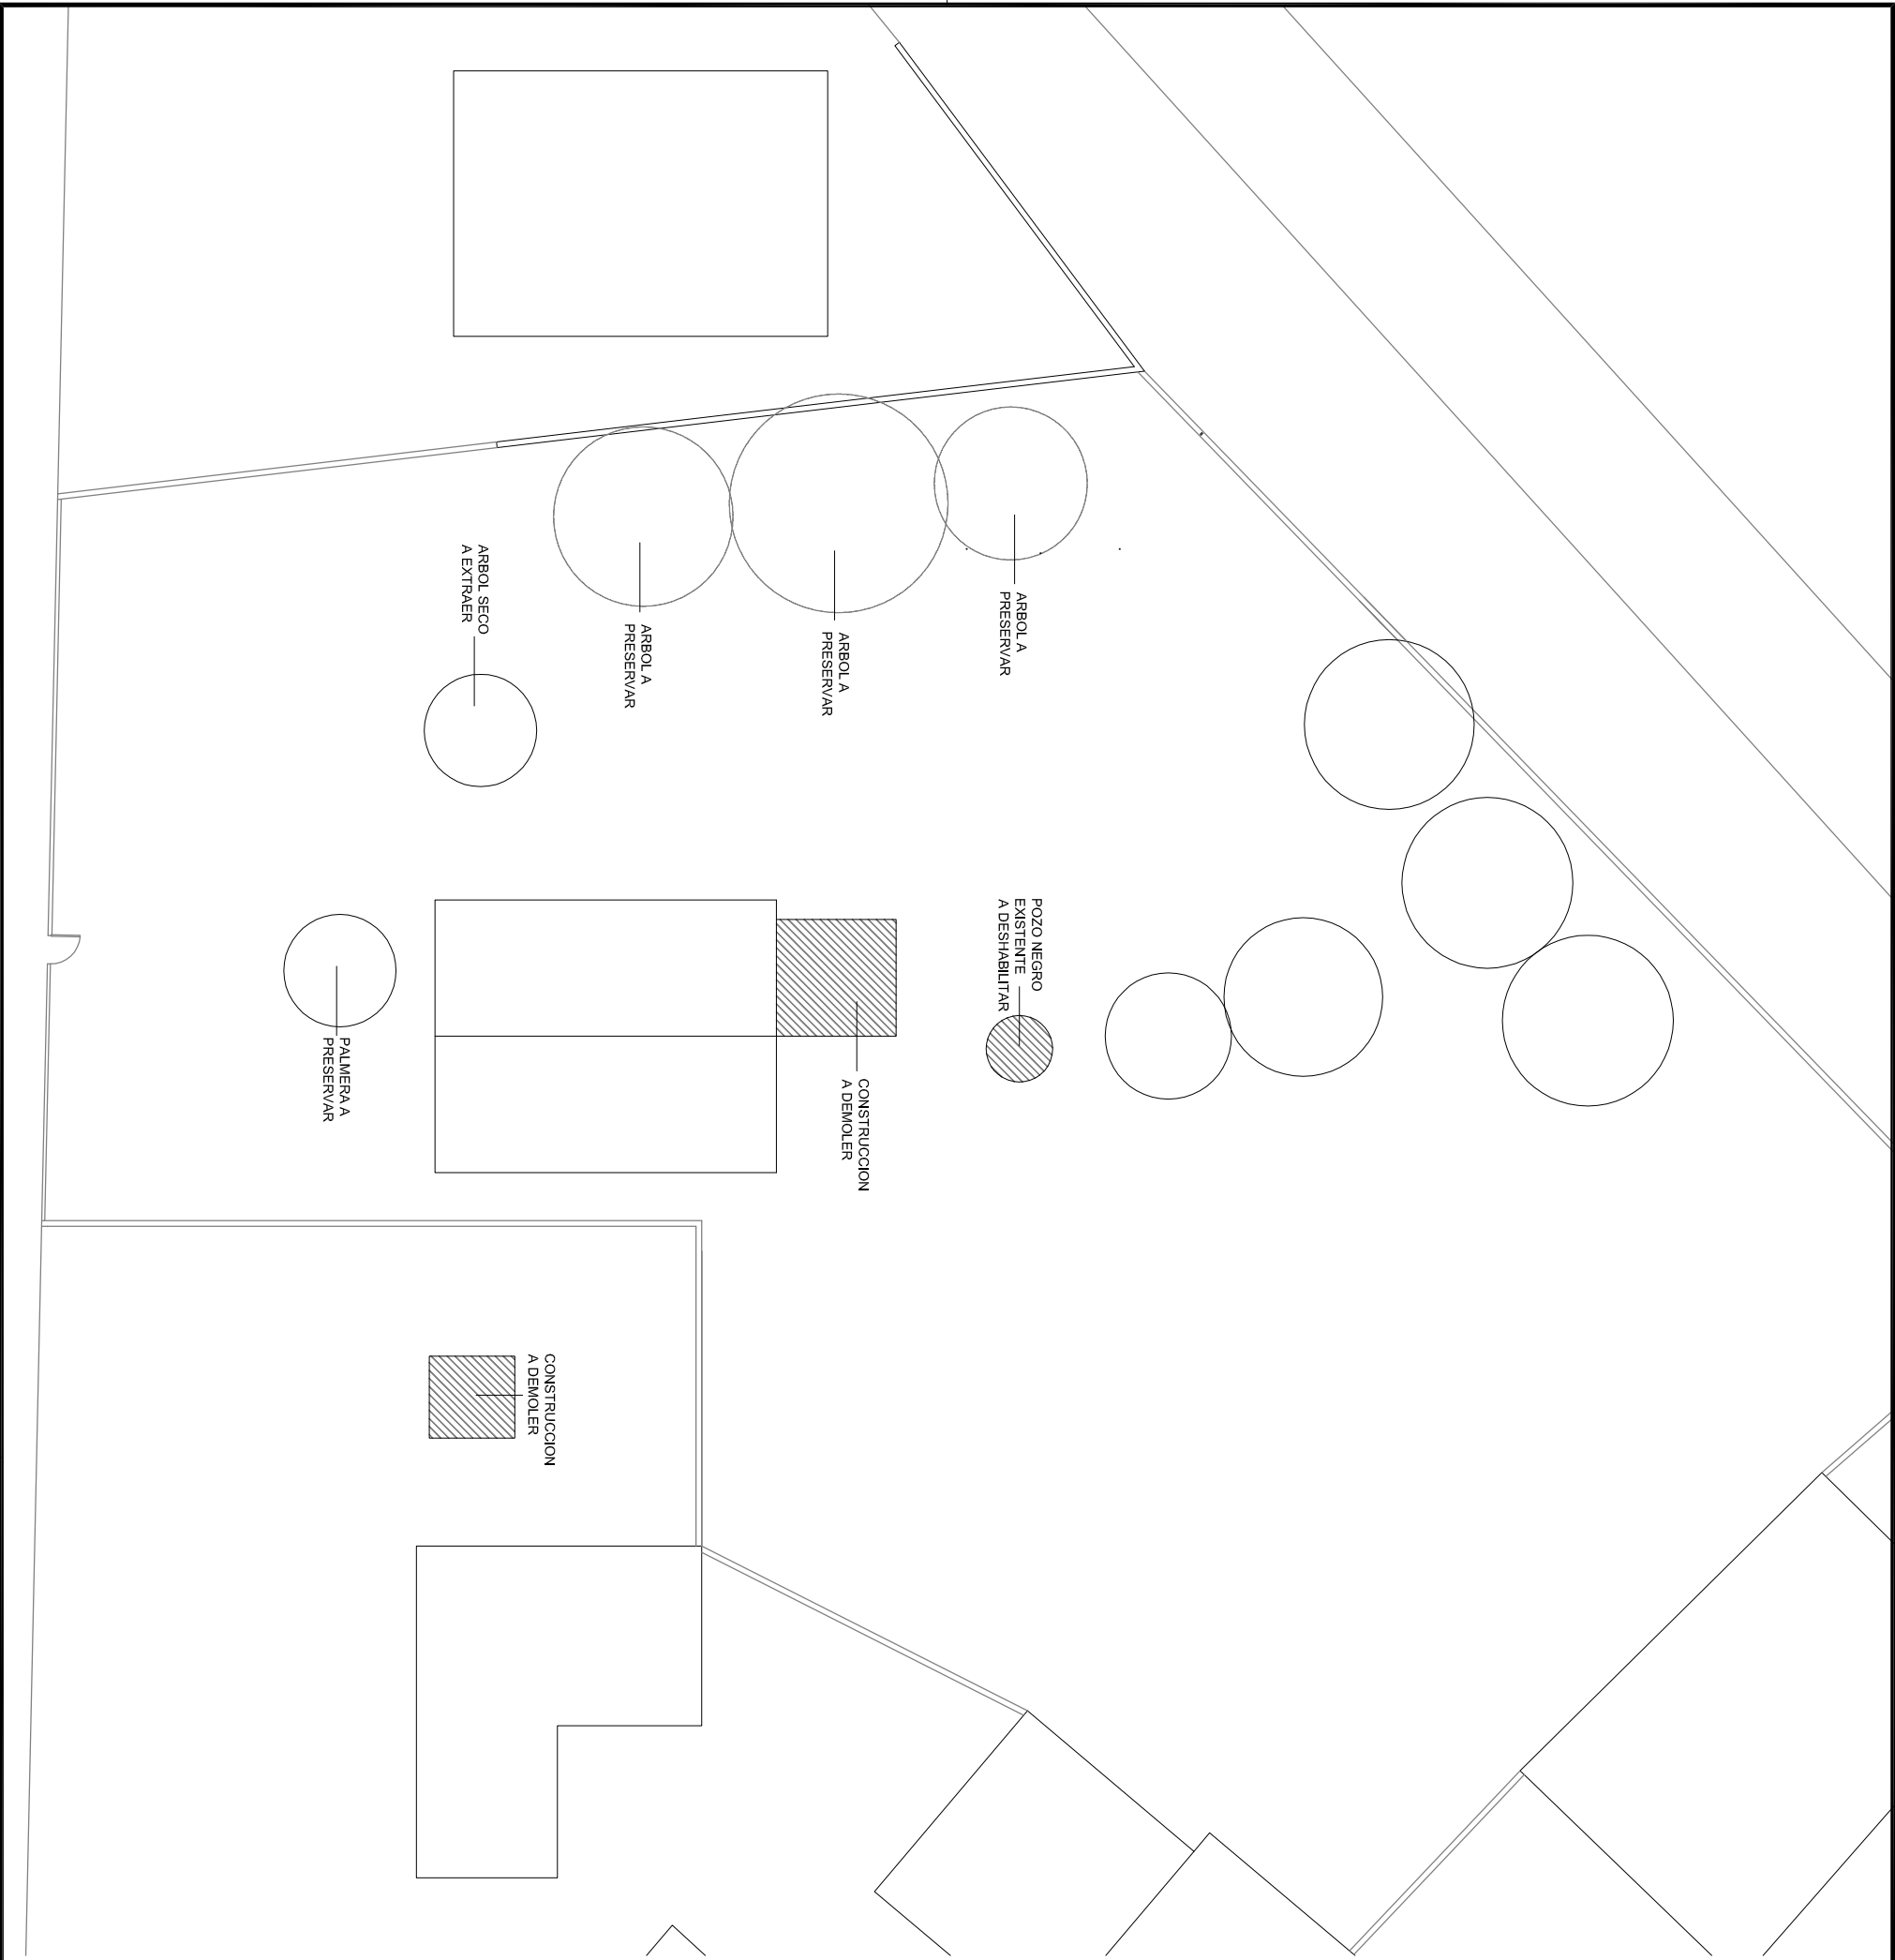 ARBOL A
PRESERVAR
ARBOL A
PRESERVAR
ARBOL A
PRESERVAR
ARBOL SECO
A EXTRAER
POZO NEGRO
EXISTENTE
A DESHABILITAR
CONSTRUCCION
A DEMOLER
PALMERA A
PRESERVAR
CONSTRUCCION
A DEMOLER